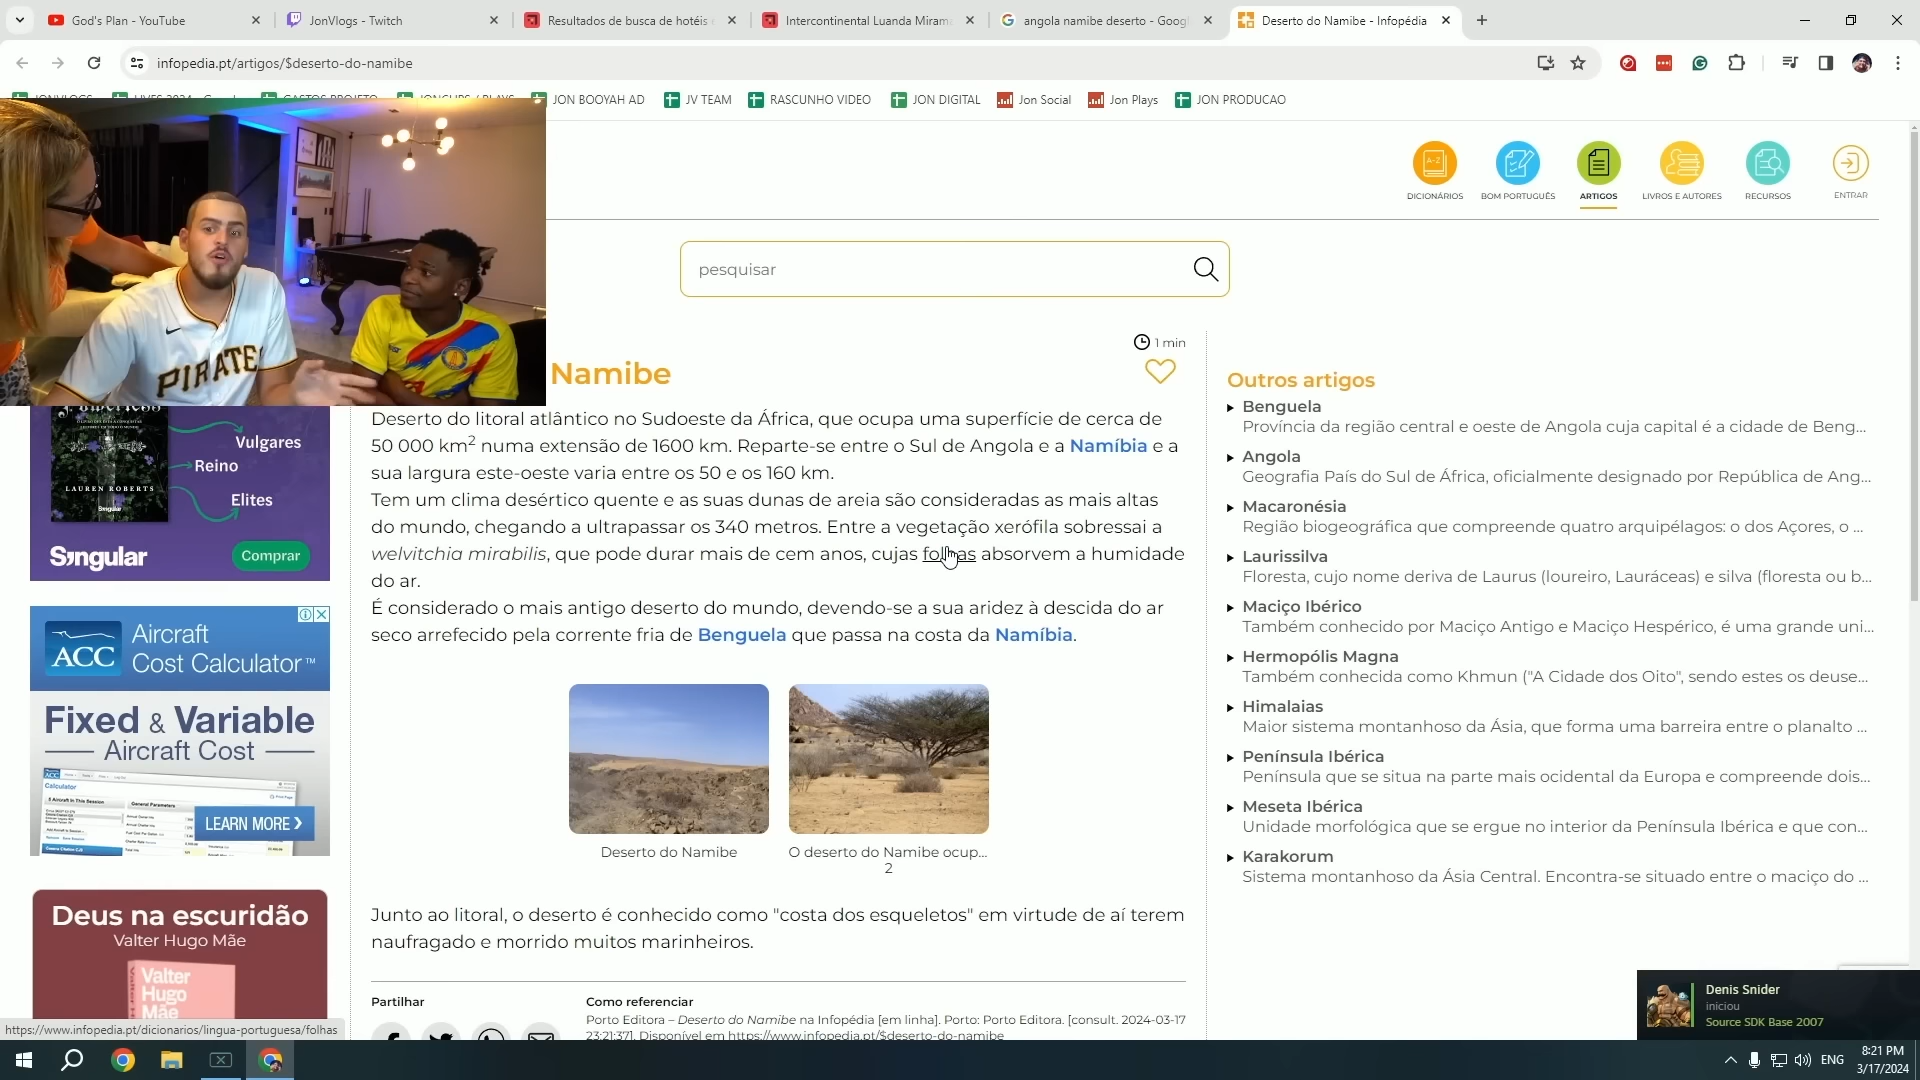 God's Plan - YouTube
JonVlogs - Twitch
Resultados de busca de hotéis
Intercontinental Luanda Miram
angola namibe deserto - Goog
Deserto do Namibe - Infopédia
infopedia.pt/artigos/$deserto-do-namibe
JON BOOYAH AD
JV TEAM
RASCUNHO VIDEO
JON DIGITAL
Jon Social
Jon Plays
JON PRODUCAO
A-Z
DICIONÁRIOS
BOM PORTUGUÊS
ARTIGOS
LIVROS E AUTORES
RECURSOS
ENTRAR
pesquisar
PIRATE
1 min
Namibe
Deserto do litoral atlântico no Sudoeste da África, que ocupa uma superfície de cerca de
50 000 km2 numa extensão de 1600 km. Reparte-se entre o Sul de Angola e a Namíbia e a
sua largura este-oeste varia entre os 50 e os 160 km.
Tem um clima desértico quente e as suas dunas de areia são consideradas as mais altas
do mundo, chegando a ultrapassar os 340 metros. Entre a vegetação xerófila sobressai a
welvitchia mirabilis, que pode durar mais de cem anos, cujas folhas absorvem a humidade
do ar.
É considerado o mais antigo deserto do mundo, devendo-se a sua aridez à descida do ar
seco arrefecido pela corrente fria de Benguela que passa na costa da Namíbia.
Deserto do Namibe
O deserto do Namibe ocup...
2
Junto ao litoral, o deserto é conhecido como "costa dos esqueletos" em virtude de aí terem
naufragado e morrido muitos marinheiros.
Partilhar
Como referenciar
Porto Editora – Deserto do Namibe na Infopédia [em linha]. Porto: Porto Editora. [consult. 2024-03-17
23:21:37]. Disponível em https://www.infopedia.pt/$deserto-do-namibe
Outros artigos
Benguela
Província da região central e oeste de Angola cuja capital é a cidade de Beng...
Angola
Geografia País do Sul de África, oficialmente designado por República de Ang...
Macaronésia
Região biogeográfica que compreende quatro arquipélagos: o dos Açores, o ...
Laurissilva
Floresta, cujo nome deriva de Laurus (loureiro, Lauráceas) e silva (floresta ou b...
Maciço Ibérico
Também conhecido por Maciço Antigo e Maciço Hespérico, é uma grande uni...
Hermopólis Magna
Também conhecida como Khmun ("A Cidade dos Oito", sendo estes os deuse...
Himalaias
Maior sistema montanhoso da Ásia, que forma uma barreira entre o planalto ...
Península Ibérica
Península que se situa na parte mais ocidental da Europa e compreende dois...
Meseta Ibérica
Unidade morfológica que se ergue no interior da Península Ibérica e que con...
Karakorum
Sistema montanhoso da Ásia Central. Encontra-se situado entre o maciço do ...
Vulgares
Reino
Elites
LAUREN ROBERTS
Singular
Singular
Comprar
ACC
Aircraft
Cost Calculator™
Fixed & Variable
Aircraft Cost
ACC
Calculator
LEARN MORE
Deus na escuridão
Valter Hugo Mãe
Valter
Hugo
Mãe
https://www.infopedia.pt/dicionarios/lingua-portuguesa/folhas
Denis Snider
iniciou
Source SDK Base 2007
ENG
8:21 PM
3/17/2024